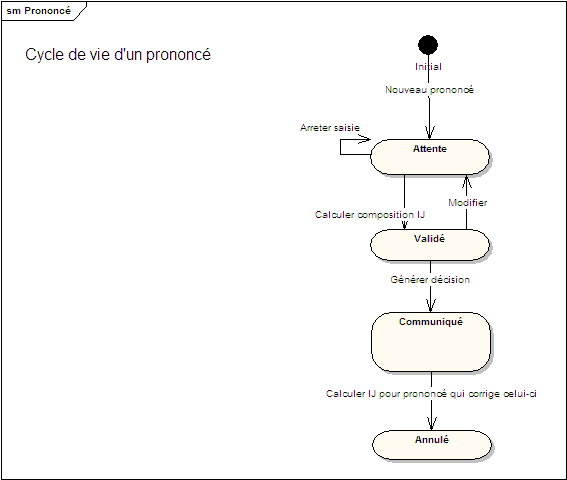 sm Prononcé
Cycle de vie d'un prononcé
Initial
Nouveau prononcé
Arreter saisie
Attente
Modifier
Calculer composition IJ
Validé
Générer décision
Communiqué
Calculer IJ pour prononcé qui corrige celui-ci
Annulé